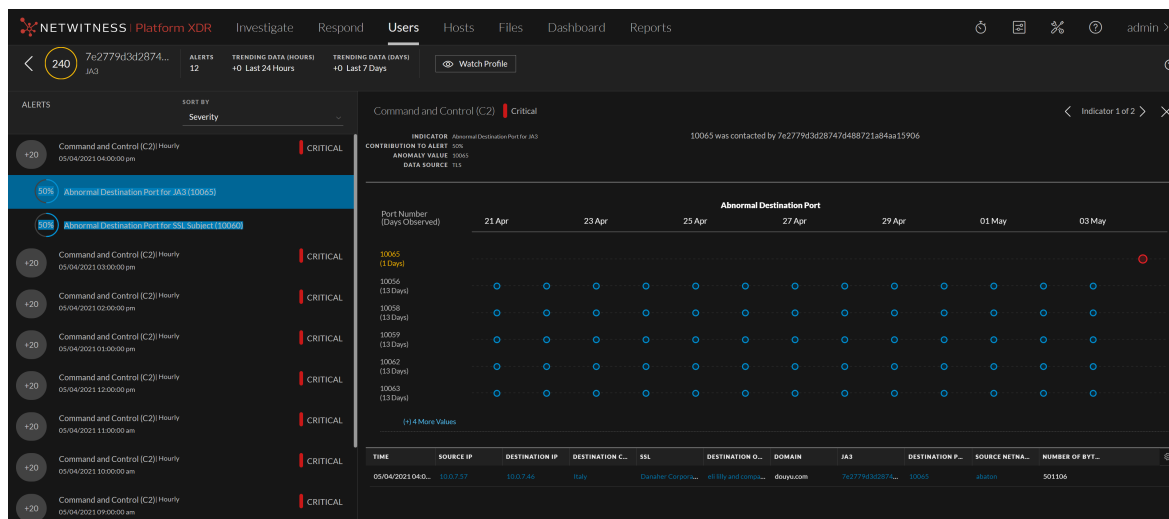 NETWITNESS | Platform XDR Investigate Respond Users Hosts Files Dashboard Reports admin
240 7e2779d3d2874... JA3
ALERTS 12
TRENDING DATA (HOURS) +0 Last 24 Hours
TRENDING DATA (DAYS) +0 Last 7 Days
Watch Profile
ALERTS
SORT BY
Severity
+20 Command and Control (C2)| Hourly CRITICAL
05/04/2021 04:00:00 pm
50% Abnormal Destination Port for JA3 (10065)
50% Abnormal Destination Port for SSL Subject (10060)
+20 Command and Control (C2)| Hourly CRITICAL
05/04/2021 03:00:00 pm
+20 Command and Control (C2)| Hourly CRITICAL
05/04/2021 02:00:00 pm
+20 Command and Control (C2)| Hourly CRITICAL
05/04/2021 01:00:00 pm
+20 Command and Control (C2)| Hourly CRITICAL
05/04/2021 12:00:00 pm
+20 Command and Control (C2)| Hourly CRITICAL
05/04/2021 11:00:00 am
+20 Command and Control (C2)| Hourly CRITICAL
05/04/2021 10:00:00 am
+20 Command and Control (C2)| Hourly CRITICAL
05/04/2021 09:00:00 am
Command and Control (C2) Critical
Indicator 1 of 2
INDICATOR Abnormal Destination Port for JA3
CONTRIBUTION TO ALERT 50%
ANOMALY VALUE 10065
DATA SOURCE TLS
10065 was contacted by 7e2779d3d28747d488721a84aa15906
Abnormal Destination Port
Port Number
(Days Observed)
21 Apr 23 Apr 25 Apr 27 Apr 29 Apr 01 May 03 May
10065
(1 Days)
10056
(13 Days)
10058
(13 Days)
10059
(13 Days)
10062
(13 Days)
10063
(13 Days)
(+) 4 More Values
TIME SOURCE IP DESTINATION IP DESTINATION C... SSL DESTINATION O... DOMAIN JA3 DESTINATION P... SOURCE NETNA... NUMBER OF BYT...
05/04/2021 04:0... 10.0.7.57 10.0.7.46 Italy Danaher Corpora... eli lilly and compa... douyu.com 7e2779d3d2874... 10065 abaton 501106